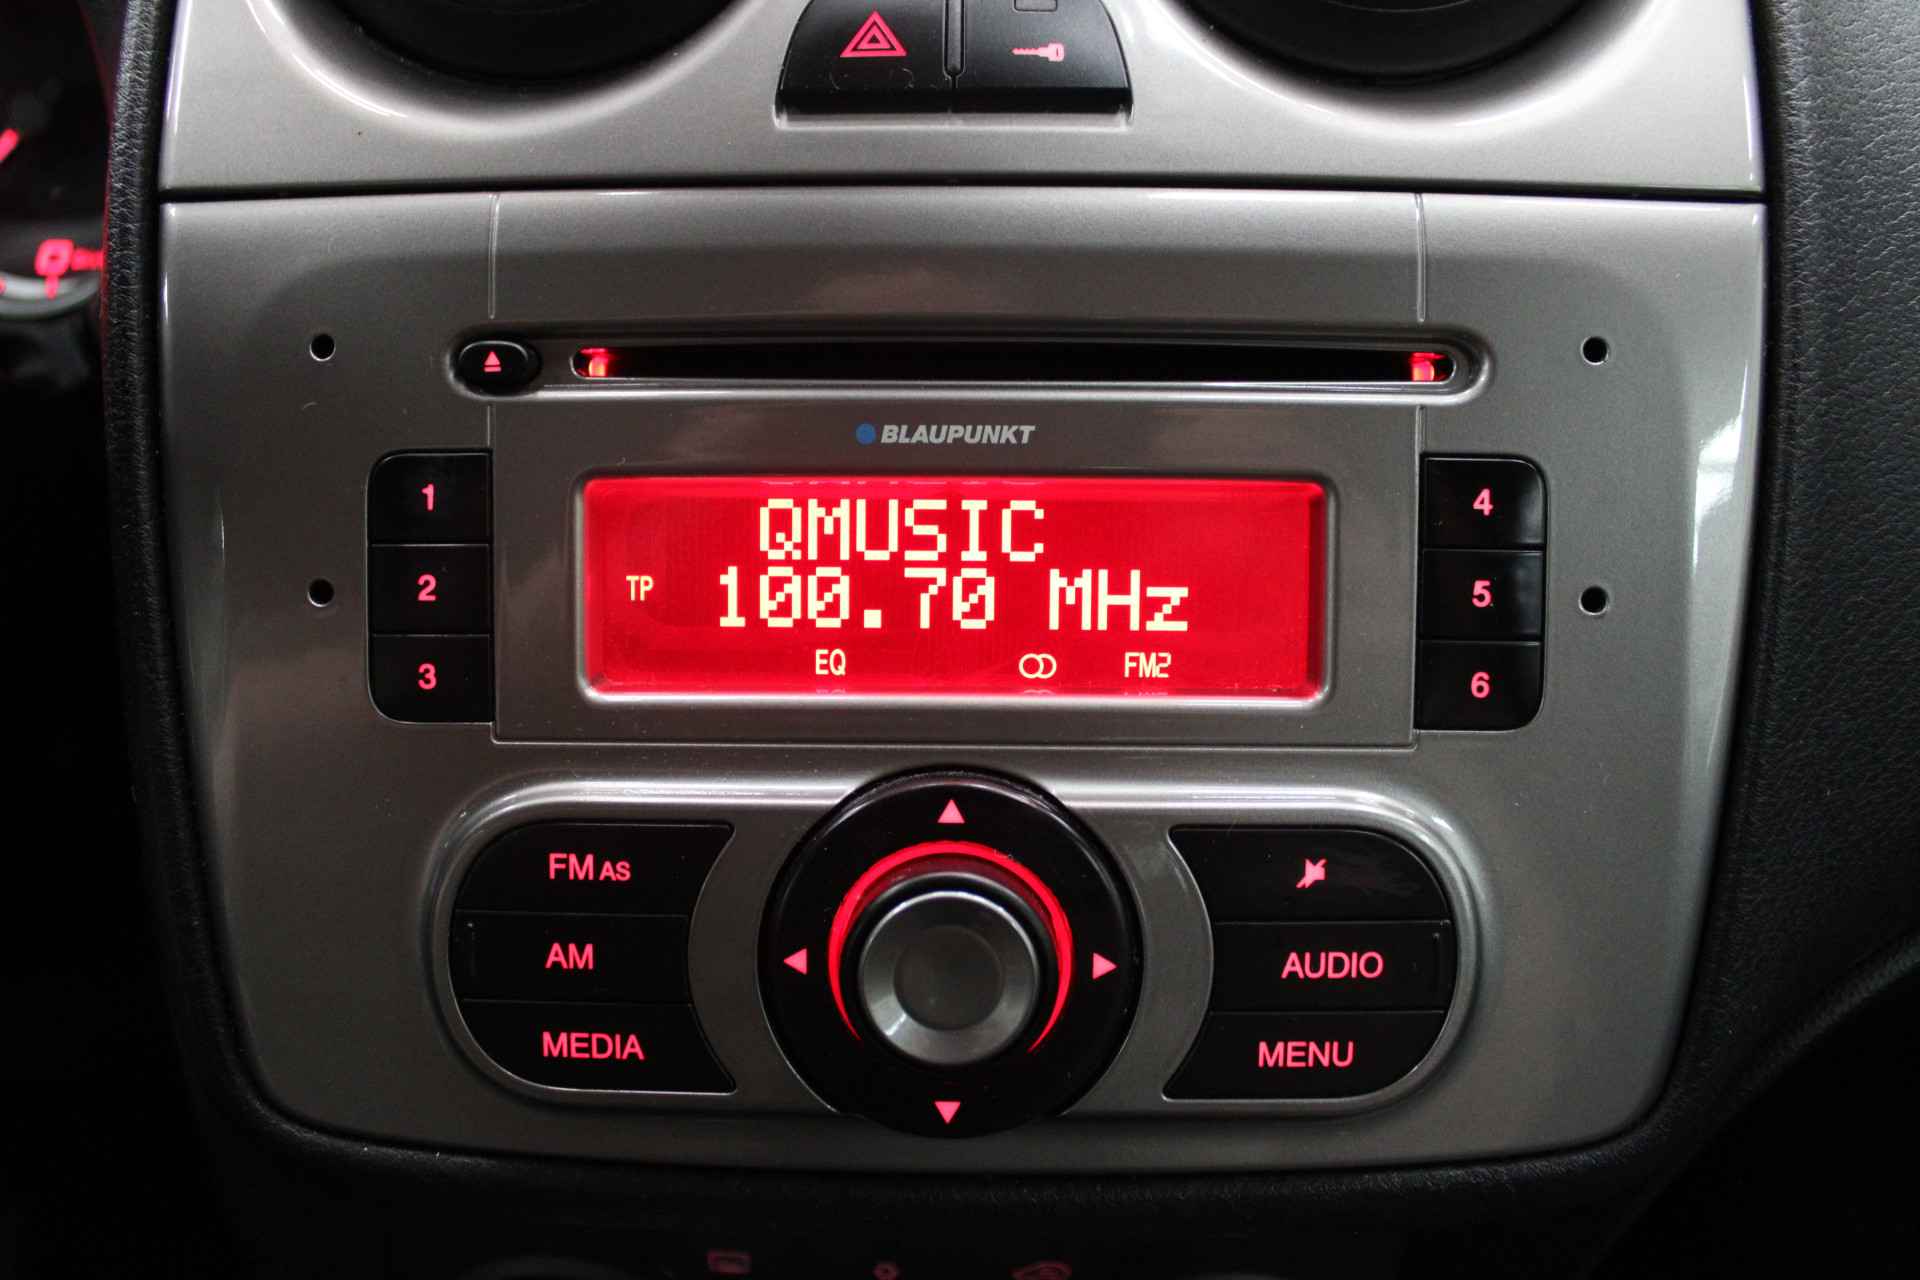 BLAUPUNKT
1
2
3
QMUSIC
TP 100.70 MHz
EQ FM2
4
5
6
FM AS
AM
MEDIA
AUDIO
MENU